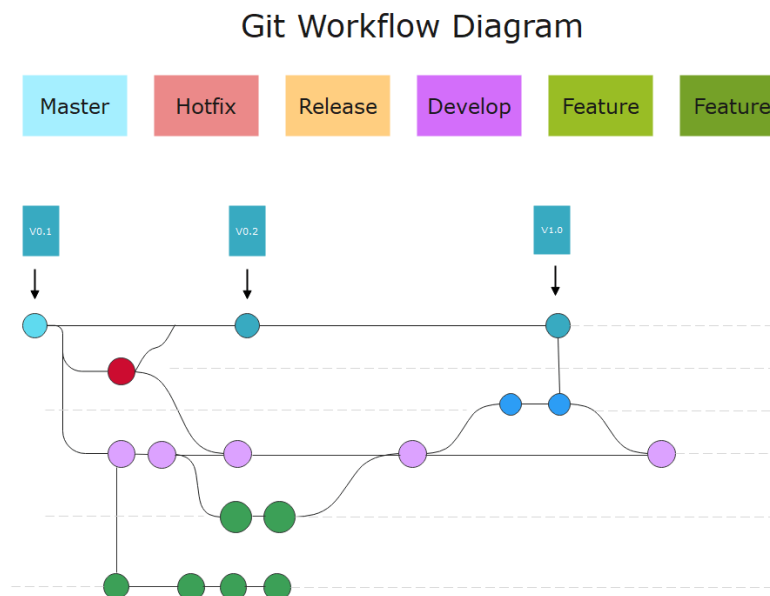 Git Workflow Diagram
Master
Hotfix
Release
Develop
Feature
Feature
V0.1
V0.2
V1.0